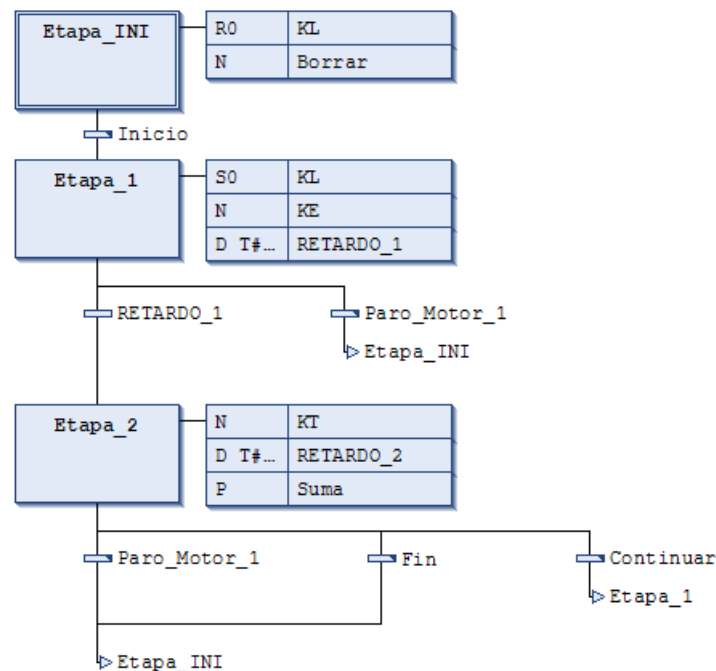 Etapa_INI
R0 KL
N Borrar
Inicio
Etapa_1
S0 KL
N KE
D T#... RETARDO_1
RETARDO_1
Paro_Motor_1
Etapa_INI
Etapa_2
N KT
D T#... RETARDO_2
P Suma
Paro_Motor_1
Fin
Continuar
Etapa_1
Etapa_INI